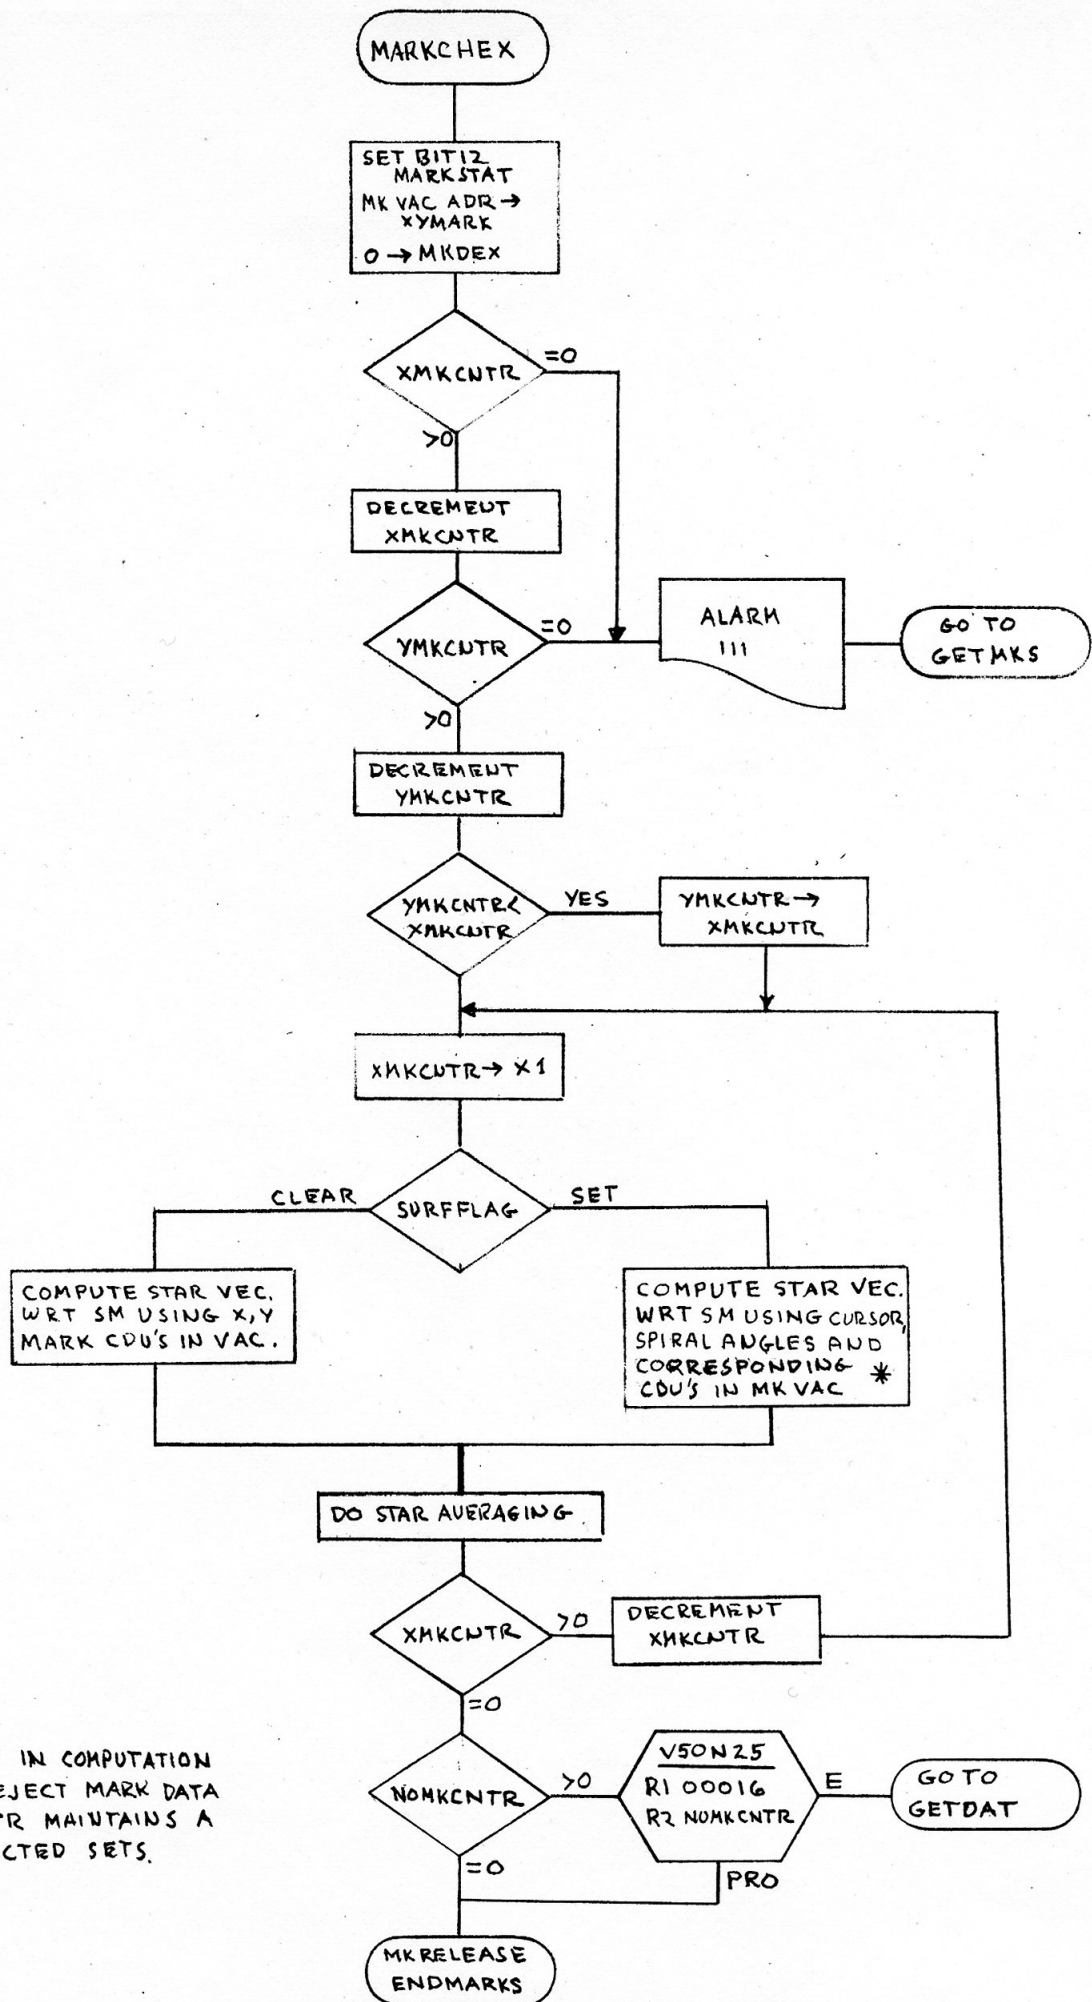 MARKCHEX
SET BIT12
MARKSTAT
MK VAC ADR →
XYMARK
0 → MKDEX
XMKCNTR
=0
>0
DECREMENT
XMKCNTR
YMKCNTR
=0
ALARM
111
GO TO
GETMKS
>0
DECREMENT
YMKCNTR
YMKCNTR<
XMKCNTR
YES
YMKCNTR →
XMKCNTR
XMKCNTR → X1
SURFFLAG
CLEAR
SET
COMPUTE STAR VEC.
WRT SM USING X,Y
MARK CDU'S IN VAC.
COMPUTE STAR VEC.
WRT SM USING CURSOR,
SPIRAL ANGLES AND
CORRESPONDING *
CDU'S IN MKVAC
DO STAR AVERAGING
XMKCNTR
>0
DECREMENT
XMKCNTR
=0
IN COMPUTATION
EJECT MARK DATA
TR MAINTAINS A
CTED SETS.
NOMKCNTR
>0
V50N25
R1 00016
R2 NOMKCNTR
E
GO TO
GETDAT
=0
PRO
MKRELEASE
ENDMARKS